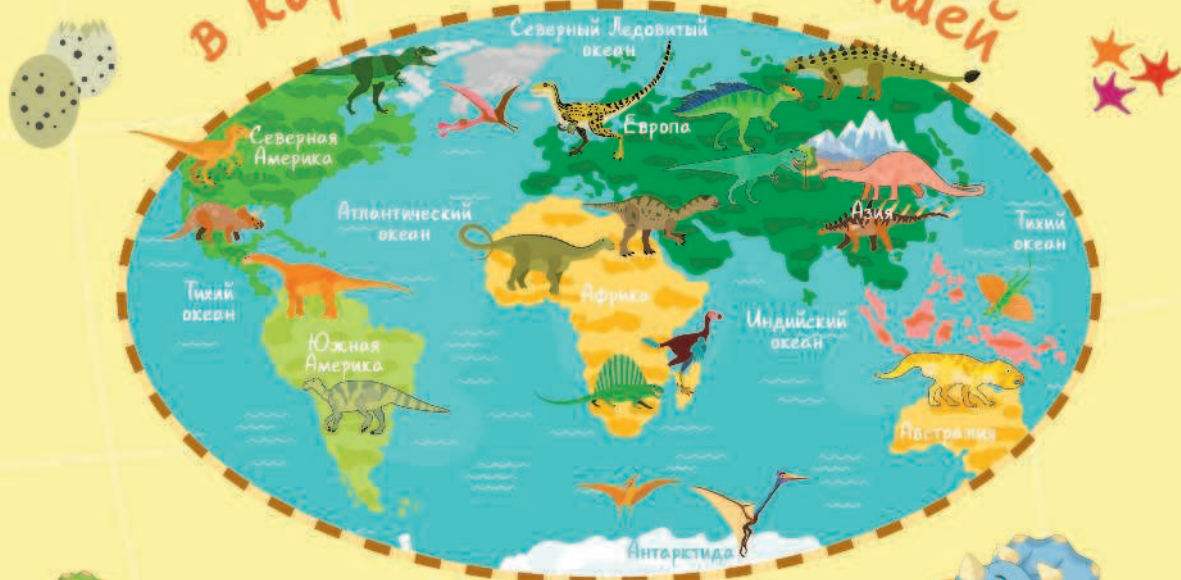 в
шей
Северный Ледовитый
океан
Северная
Америка
Европа
Атлантический
океан
Азия
Тихий
океан
Тихий
океан
Африка
Индийский
океан
Южная
Америка
Австралия
Антарктида